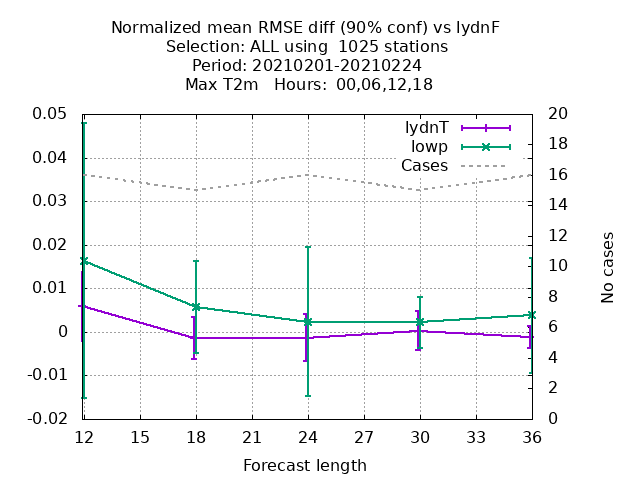 Normalized mean RMSE diff (90% conf) vs lydnF
Selection: ALL using  1025 stations
Period: 20210201-20210224
Max T2m   Hours:  00,06,12,18
lydnT
lowp
Cases
0.05
0.04
0.03
0.02
0.01
0
-0.01
-0.02
20
18
16
14
12
10
8
6
4
2
0
No cases
12 15 18 21 24 27 30 33 36
Forecast length